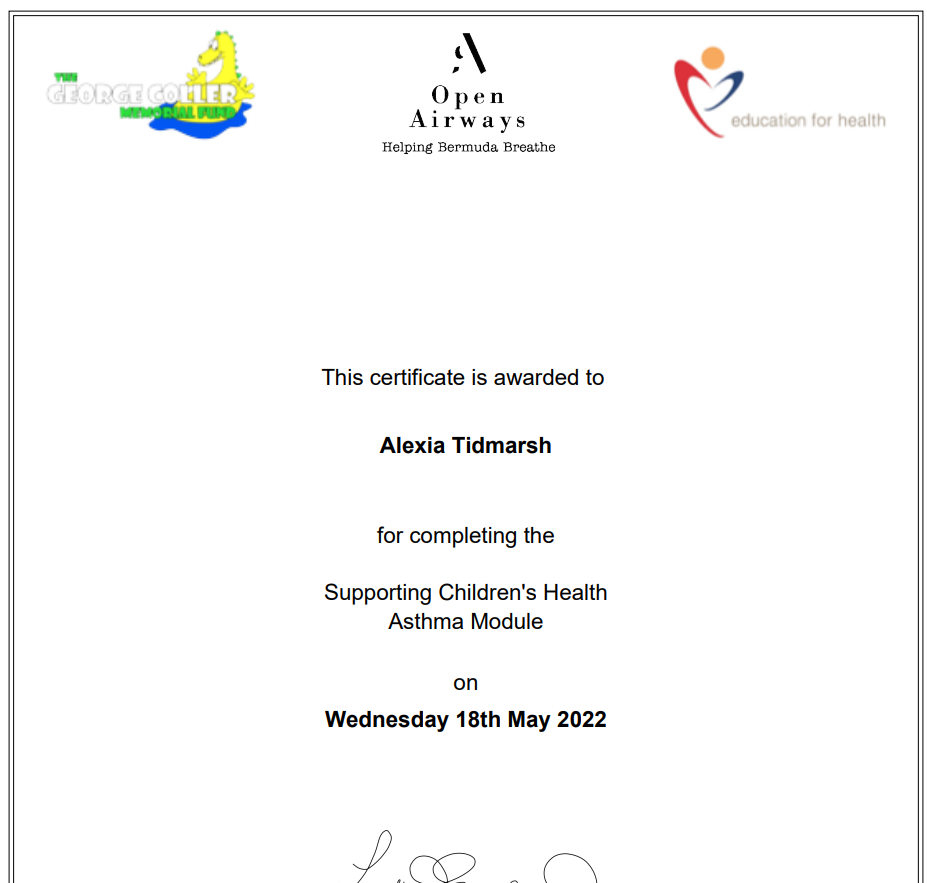 THE
GEORGE COLLER
MEMORIAL FUND
Open
Airways
Helping Bermuda Breathe
education for health
This certificate is awarded to
Alexia Tidmarsh
for completing the
Supporting Children's Health
Asthma Module
on
Wednesday 18th May 2022